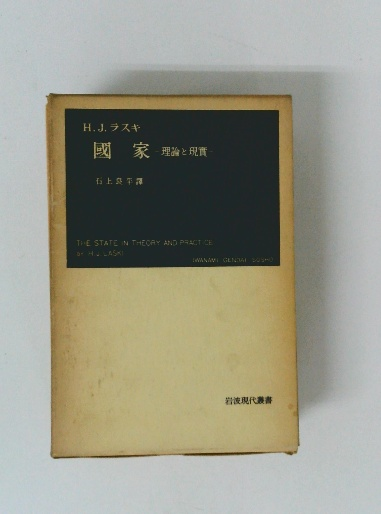 H.J.ラスキ
國家 -理論と現實-
石上良平譯
THE STATE IN THEORY AND PRACTICE
BY H.J. LASKI
IWANAMI GENDAI SOSHO
岩波現代叢書